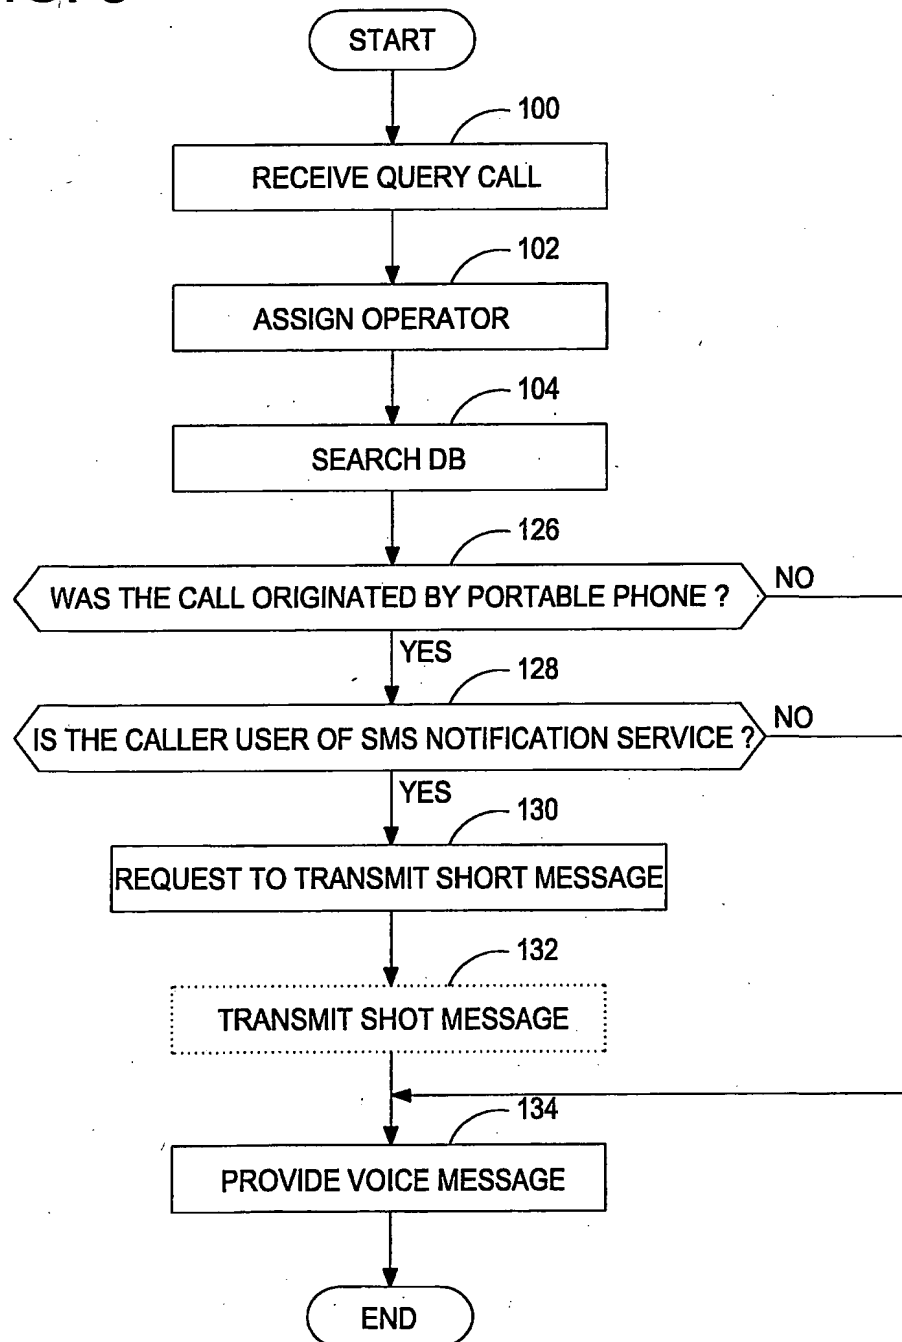 START
100
RECEIVE QUERY CALL
102
ASSIGN OPERATOR
104
SEARCH DB
126
WAS THE CALL ORIGINATED BY PORTABLE PHONE ?
NO
YES
128
IS THE CALLER USER OF SMS NOTIFICATION SERVICE ?
NO
YES
130
REQUEST TO TRANSMIT SHORT MESSAGE
132
TRANSMIT SHOT MESSAGE
134
PROVIDE VOICE MESSAGE
END